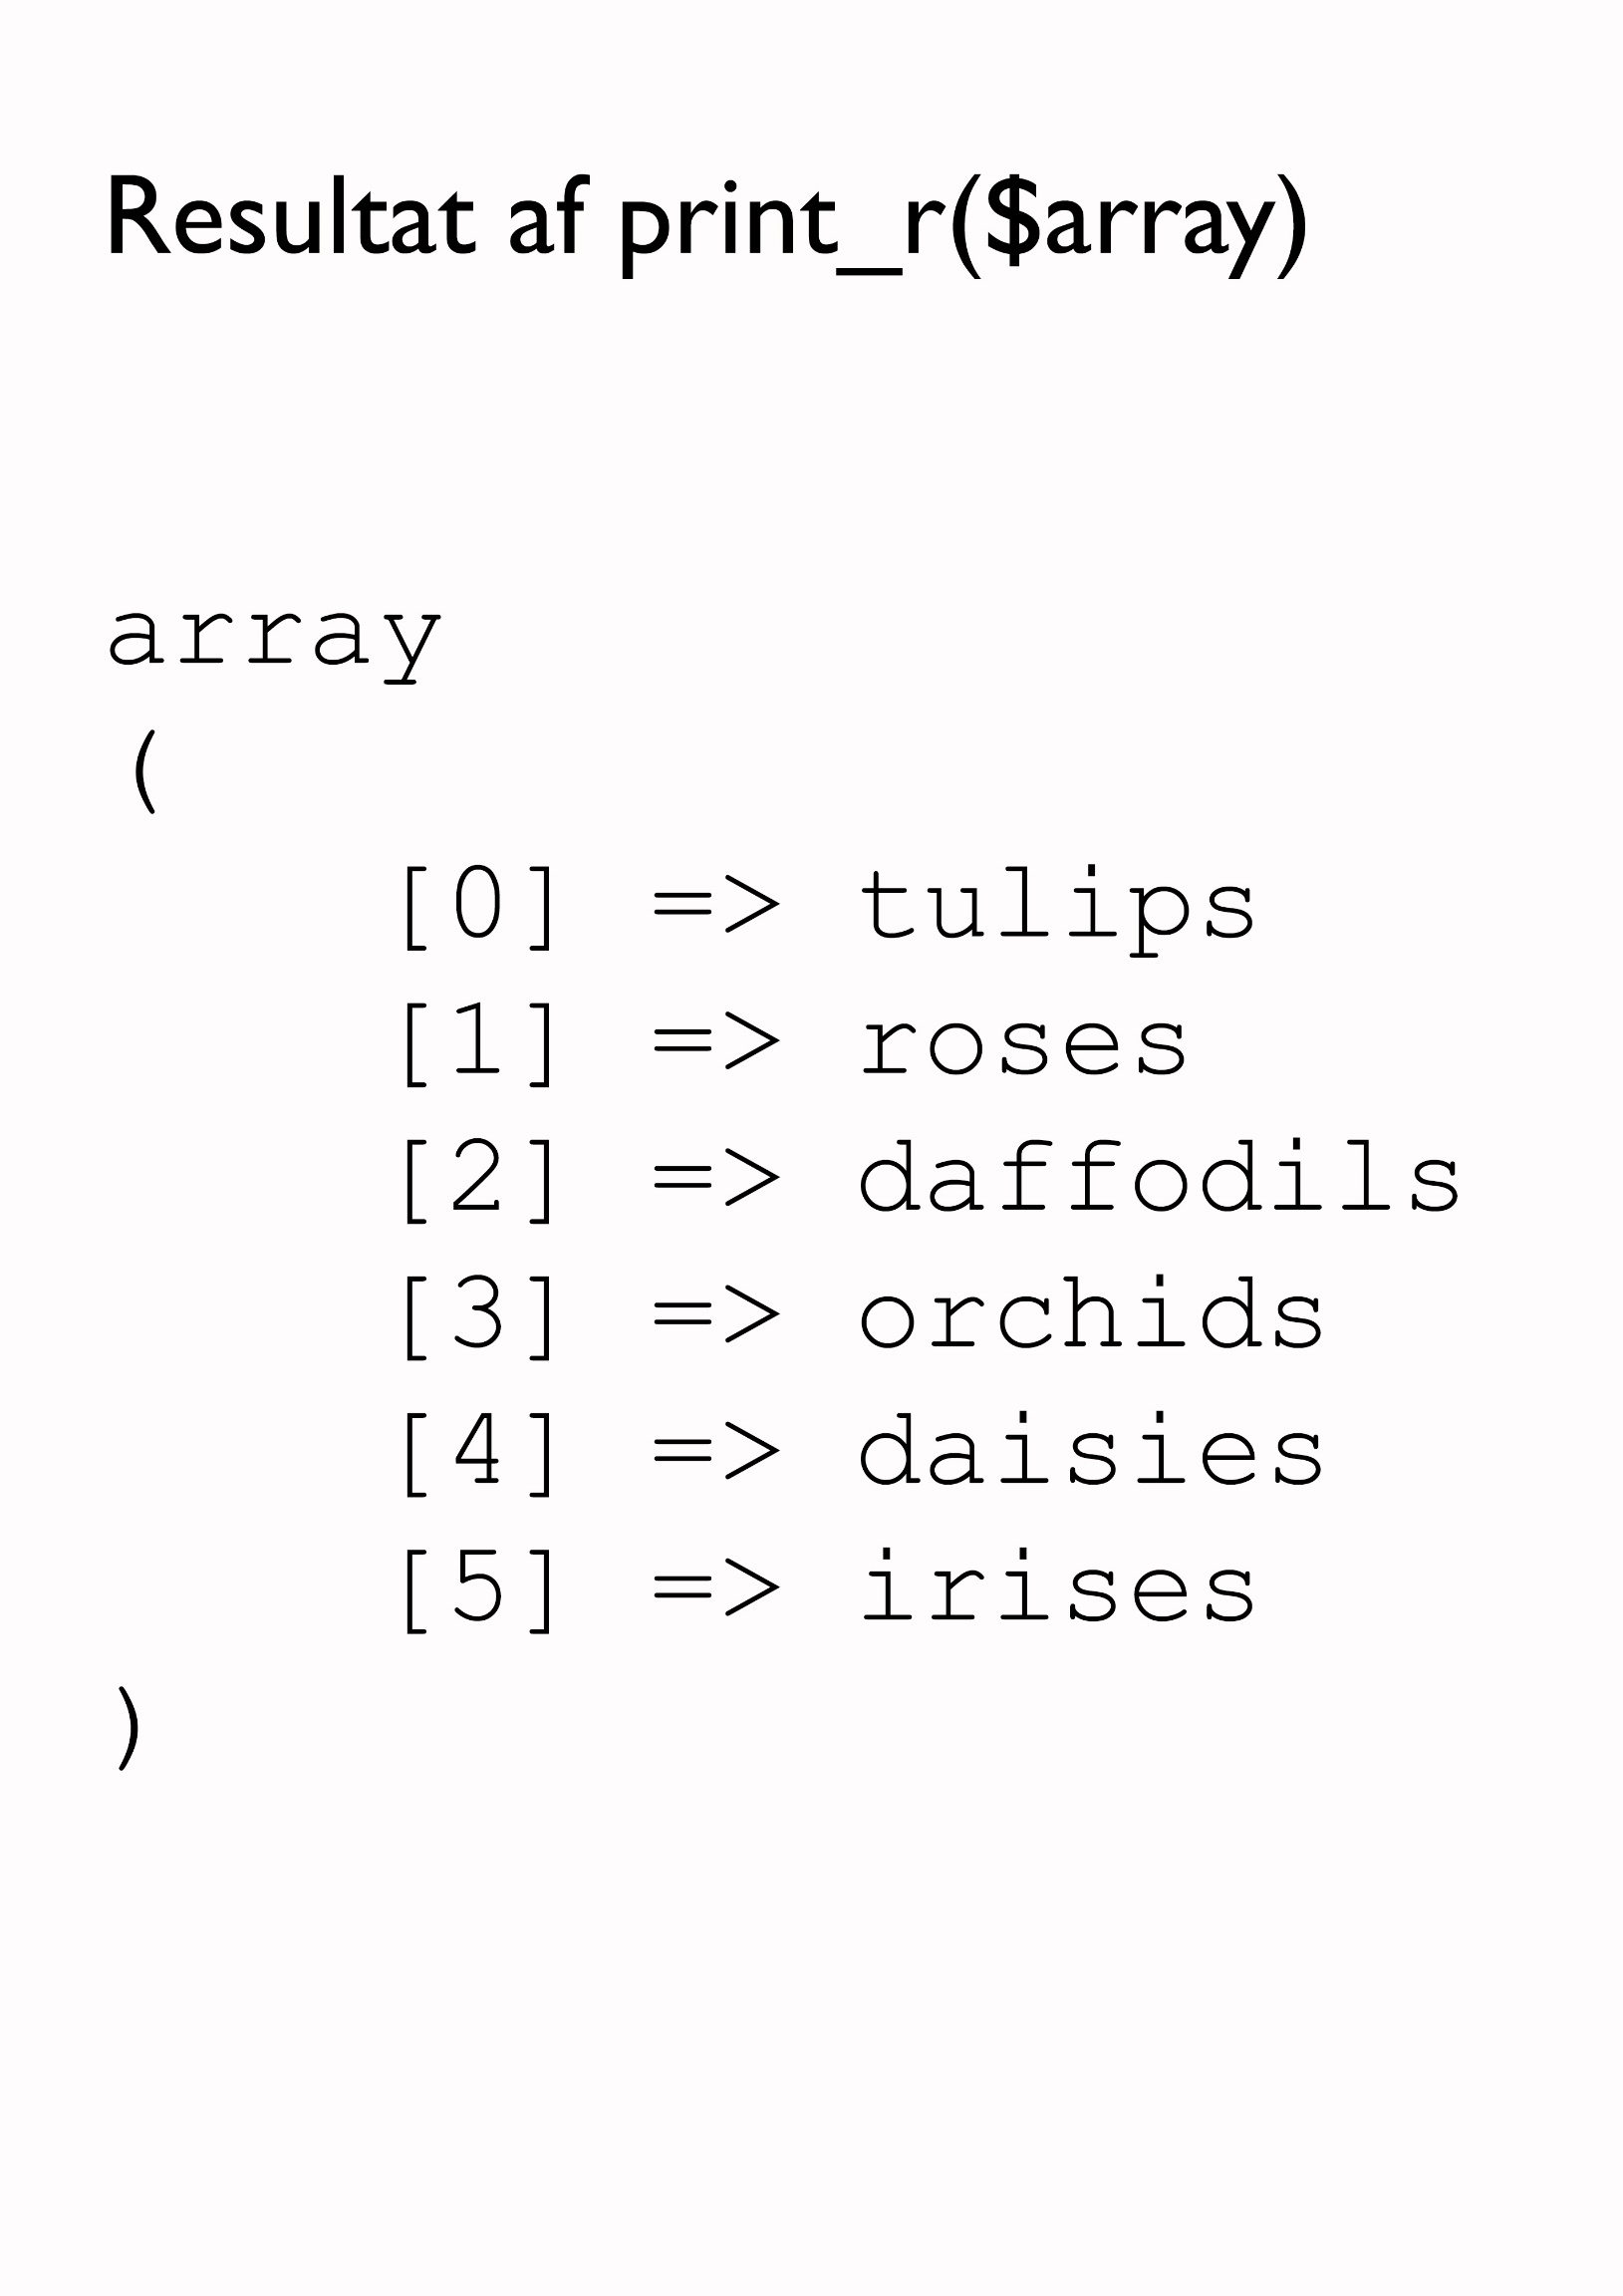 Resultat af print_r($array)
array
(
[0] => tulips
[1] => roses
[2] => daffodils
[3] => orchids
[4] => daisies
[5] => irises
)